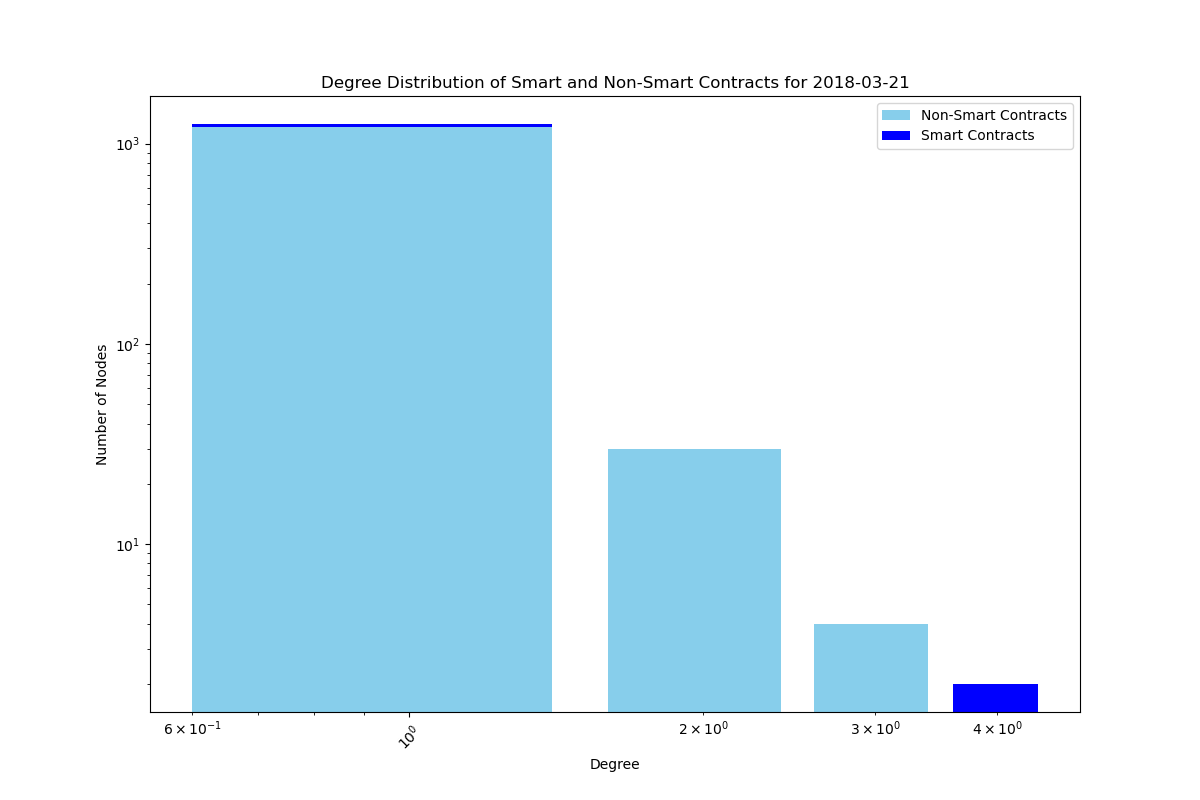 Degree Distribution of Smart and Non-Smart Contracts for 2018-03-21
Non-Smart Contracts
Smart Contracts
Number of Nodes
10³
10²
10¹
6 × 10⁻¹
10⁰
2 × 10⁰
3 × 10⁰
4 × 10⁰
Degree